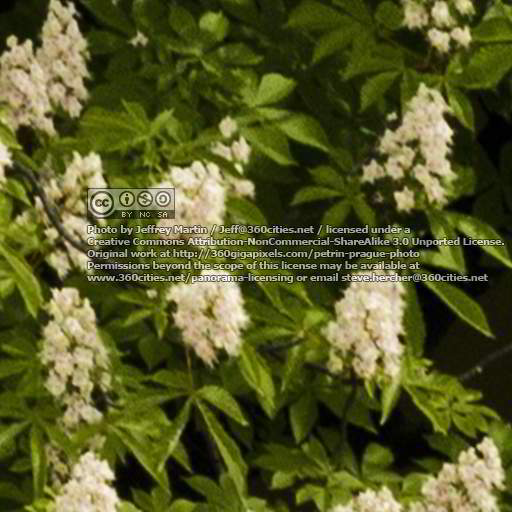 cc
BY NC SA
Photo by Jeffrey Martin / Jeff@360cities.net / licensed under a
Creative Commons Attribution-NonCommercial-ShareAlike 3.0 Unported License.
Original work at http://360gigapixels.com/petrin-prague-photo
Permissions beyond the scope of this license may be available at
www.360cities.net/panorama-licensing or email steve.hercher@360cities.net